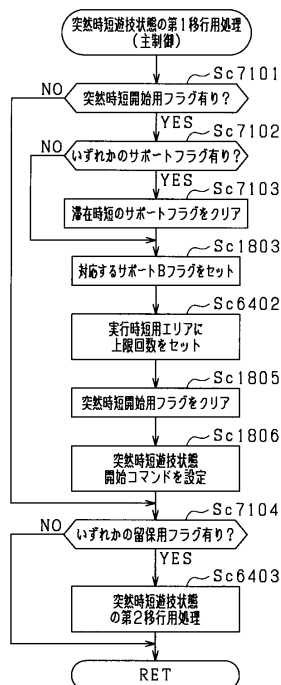 突然時短遊技状態の第1移行用処理
（主制御）
Sc7101
NO
突然時短開始用フラグ有り？
YES
Sc7102
NO
いずれかのサポートフラグ有り？
YES
Sc7103
滞在時短のサポートフラグをクリア
Sc1803
対応するサポートBフラグをセット
Sc6402
実行時短用エリアに
上限回数をセット
Sc1805
突然時短開始用フラグをクリア
Sc1806
突然時短遊技状態
開始コマンドを設定
Sc7104
NO
いずれかの留保用フラグ有り？
YES
Sc6403
突然時短遊技状態
の第2移行用処理
RET